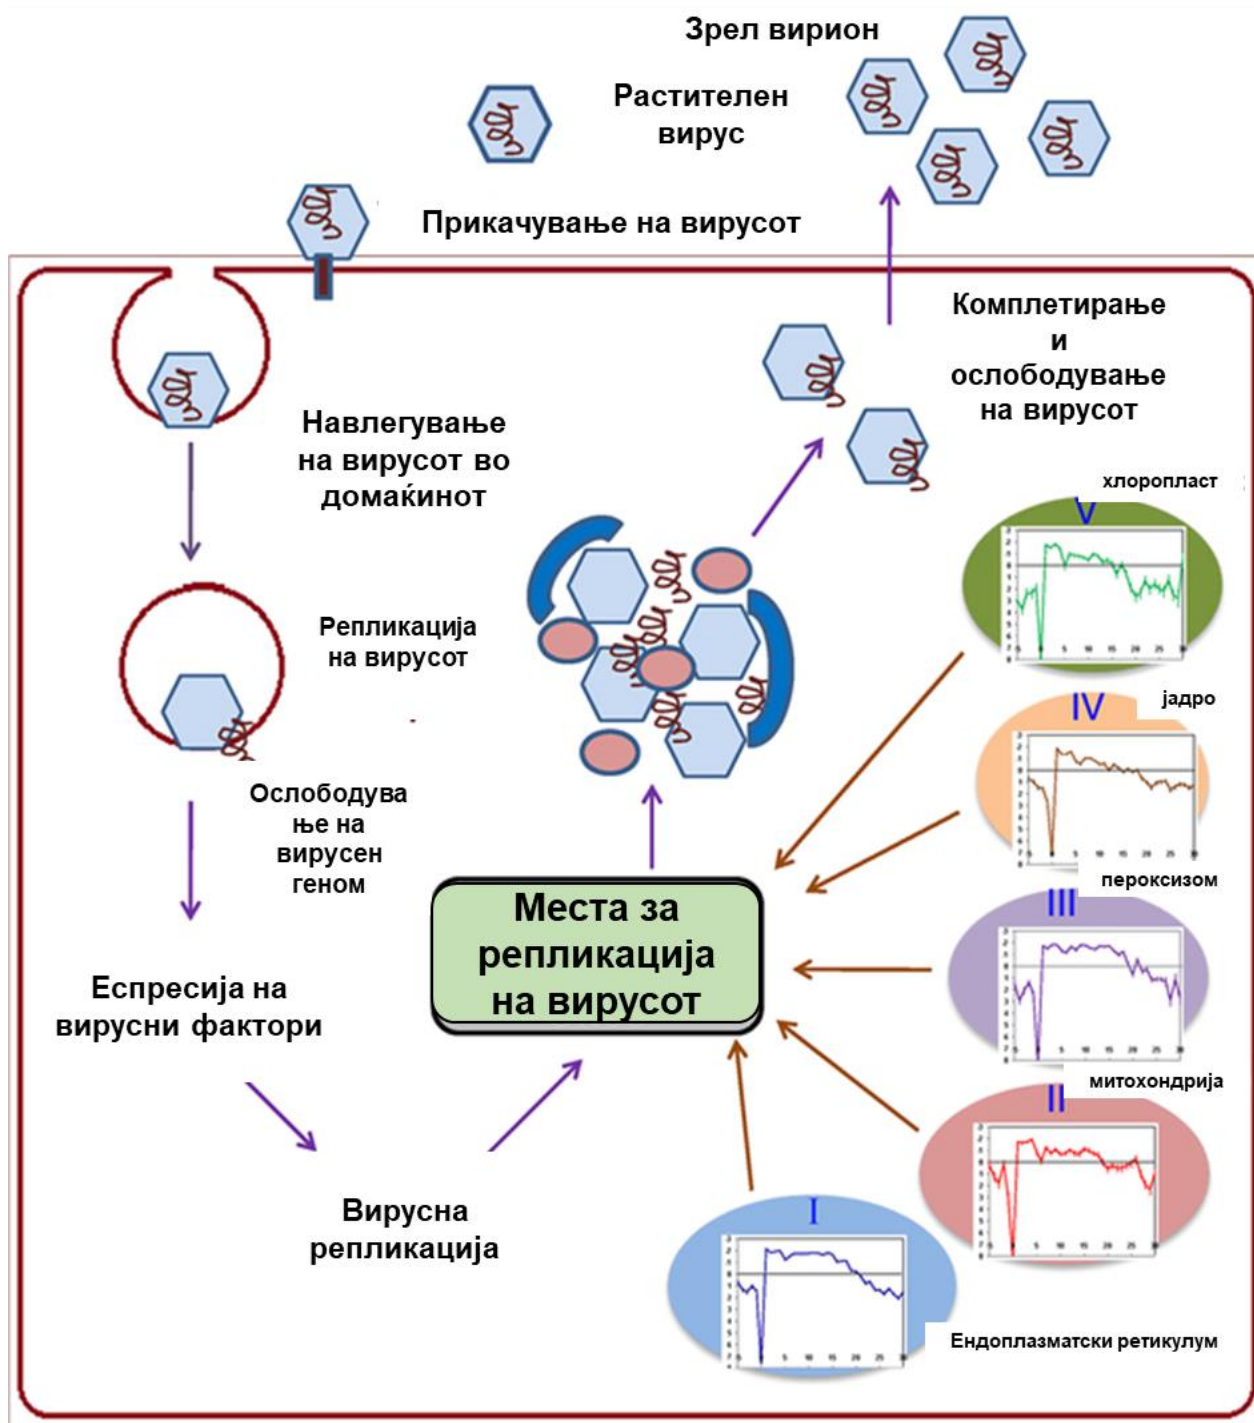 Зрел вирион
Растителен
вирус
Прикачување на вирусот
Комплетирање
и
ослободување
на вирусот
Навлегување
на вирусот во
домаќинот
хлоропласт
V
Репликација
на вирусот
јадро
IV
Ослободува
ње на
вирусен
геном
пероксизом
III
Места за
репликација
на вирусот
Еспресија на
вирусни фактори
митохондрија
II
Вирусна
репликација
I
Ендоплазматски ретикулум